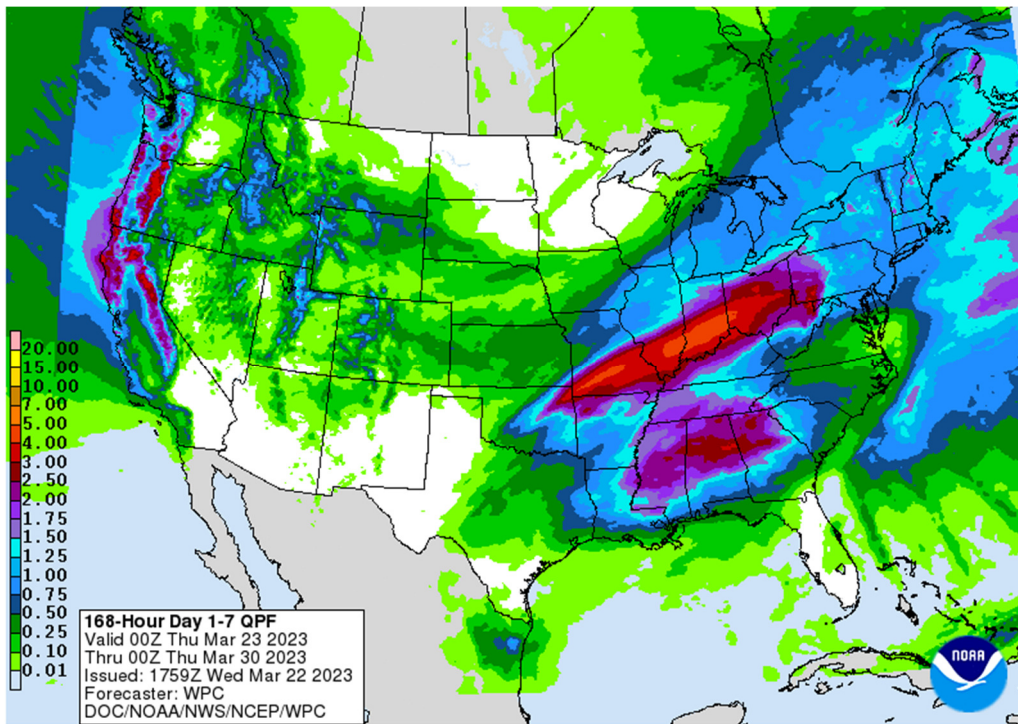 20.00
15.00
10.00
7.00
5.00
4.00
3.00
2.50
2.00
1.75
1.50
1.25
1.00
0.75
0.50
0.25
0.10
0.01
168-Hour Day 1-7 QPF
Valid 00Z Thu Mar 23 2023
Thru 00Z Thu Mar 30 2023
Issued: 1759Z Wed Mar 22 2023
Forecaster: WPC
DOC/NOAA/NWS/NCEP/WPC
NOAA